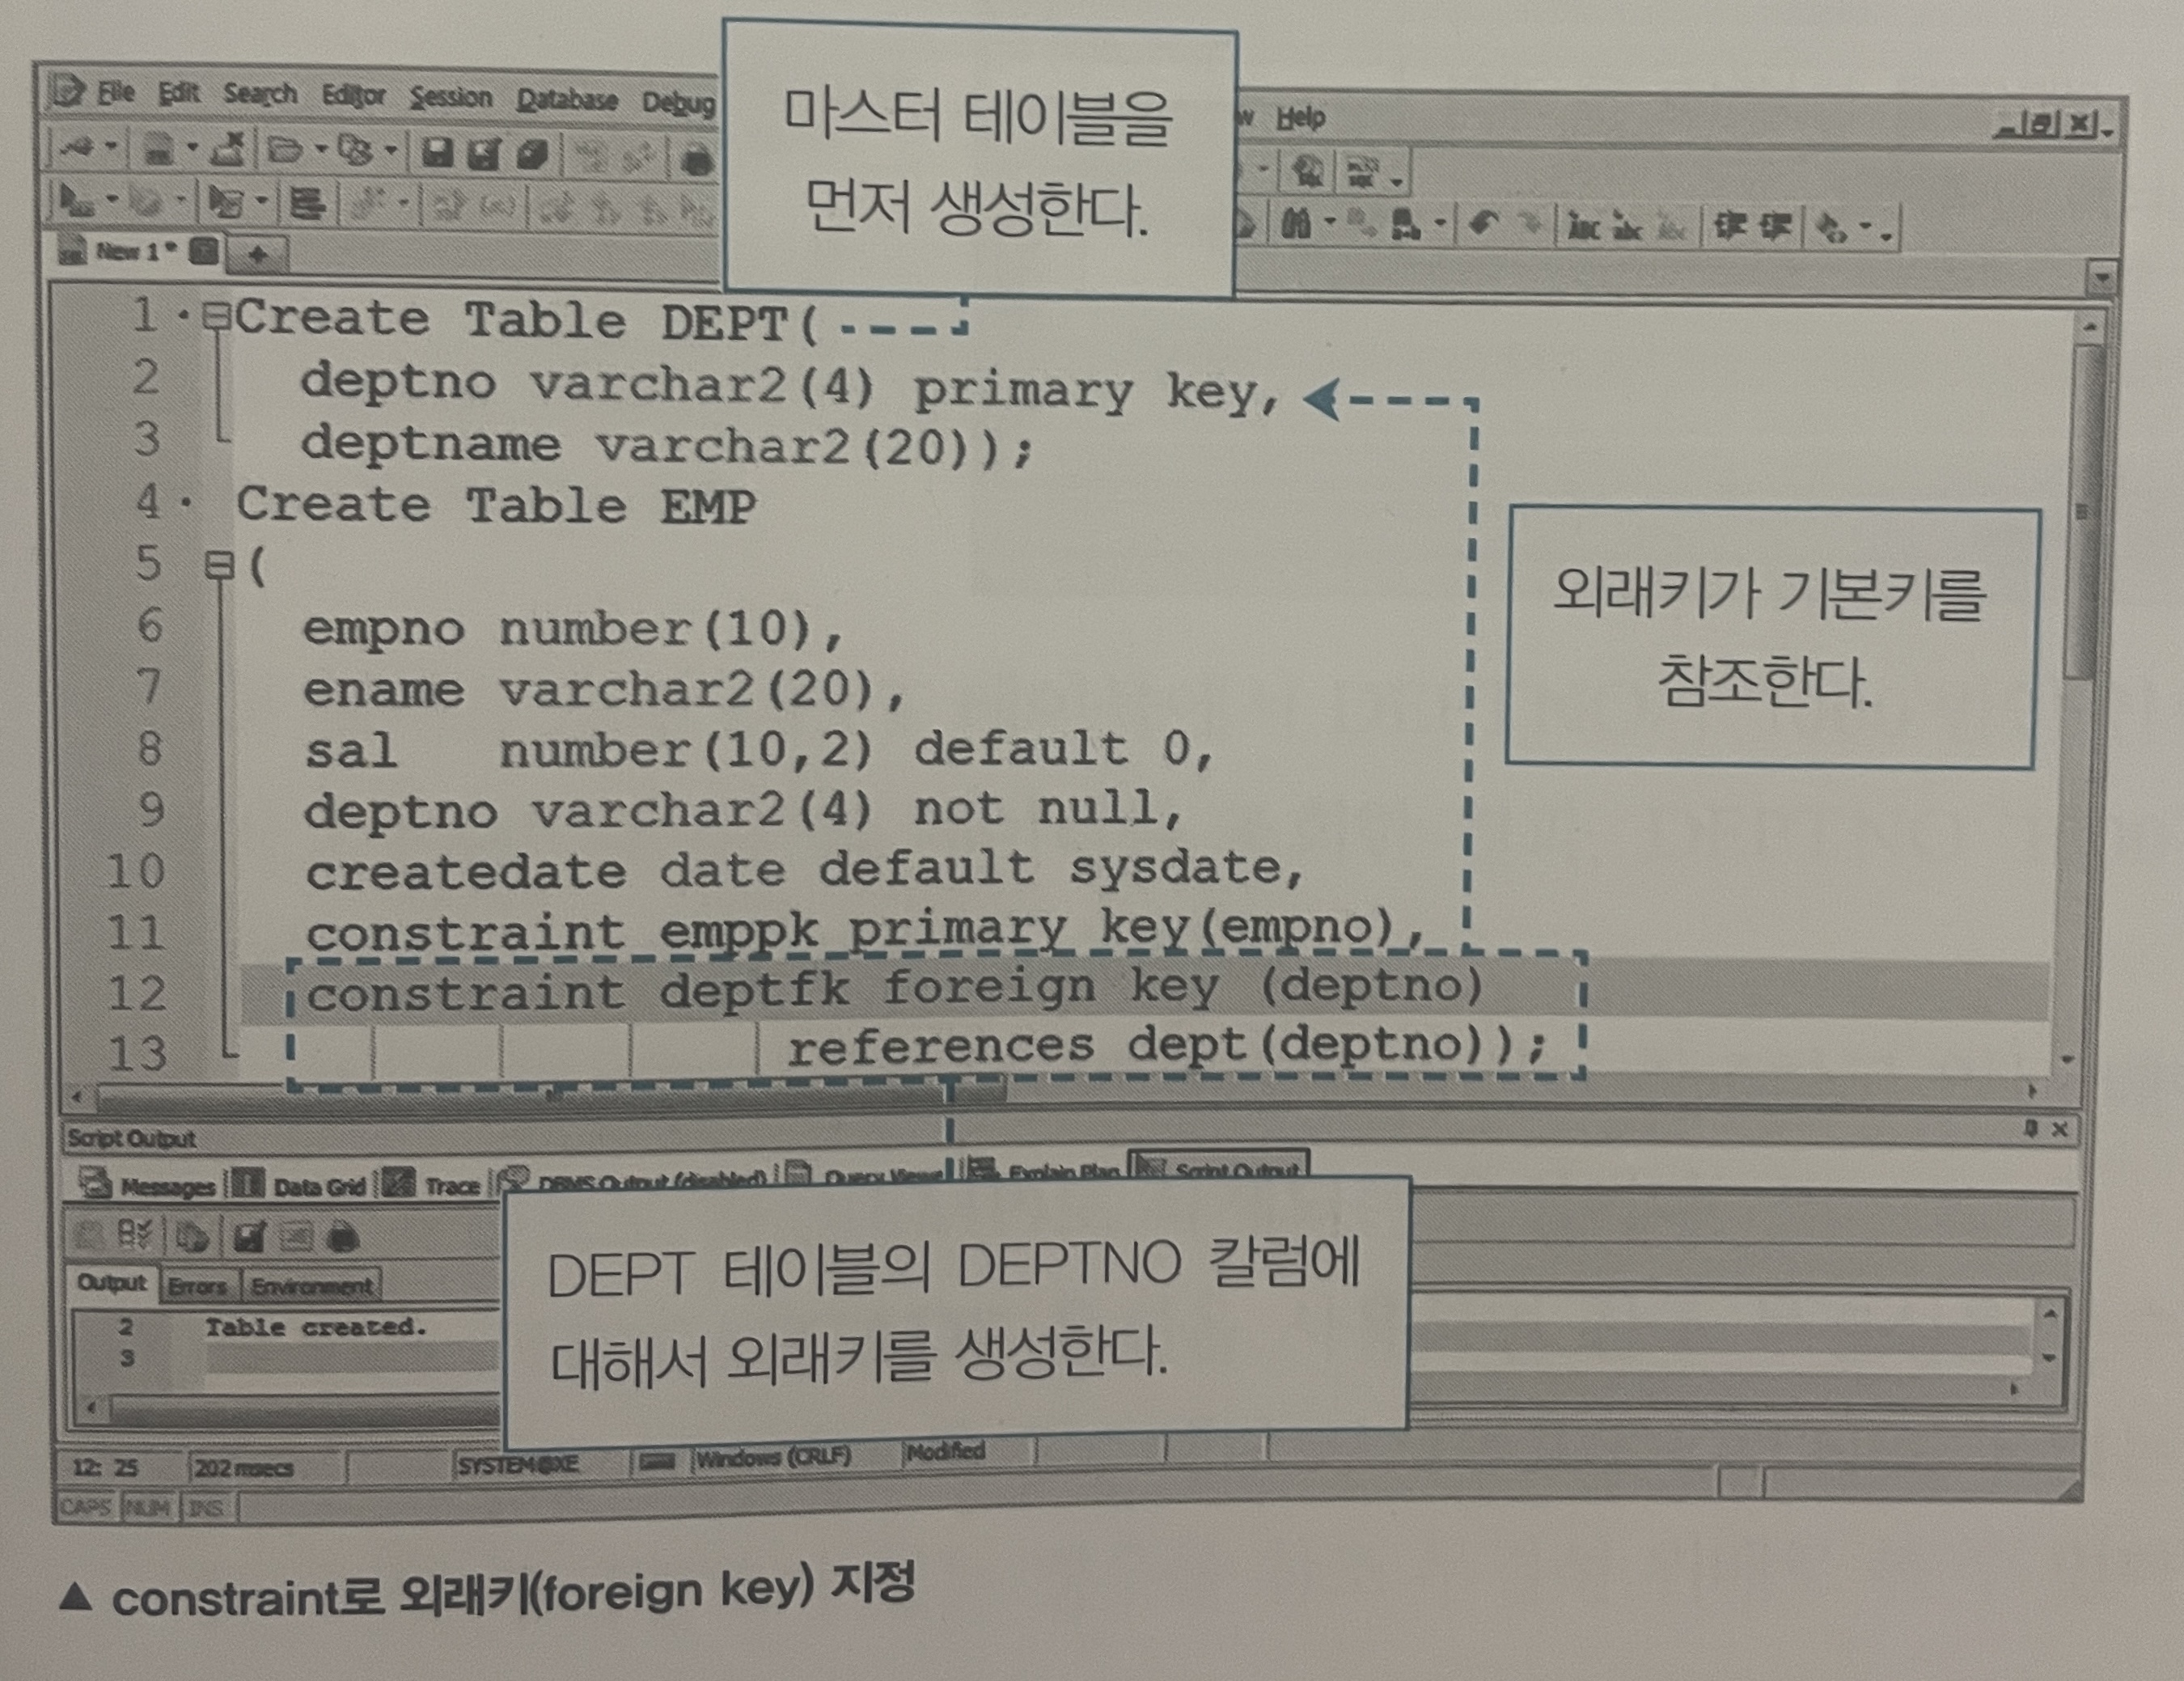 마스터 테이블을
먼저 생성한다.
File Edit Search Editor Session Database Debug
Help
New 1*
1 Create Table DEPT(
2 deptno varchar2(4) primary key,
3 deptname varchar2(20));
4 Create Table EMP
5 (
6 empno number(10),
7 ename varchar2(20),
8 sal number(10,2) default 0,
9 deptno varchar2(4) not null,
10 createdate date default sysdate,
11 constraint emppk primary key(empno),
12 constraint deptfk foreign key (deptno)
13 references dept(deptno));
외래키가 기본키를
참조한다.
Script Output
Messages Data Grid Trace DBMS Output (disabled) Query Viewer Explain Plan Script Output
DEPT 테이블의 DEPTNO 칼럼에
대해서 외래키를 생성한다.
Output Errors Environment
2 Table created.
3
12: 25 202 msecs SYSTEM@XE Windows (CRLF) Modified
CAPS NUM INS
▲ constraint로 외래키(foreign key) 지정